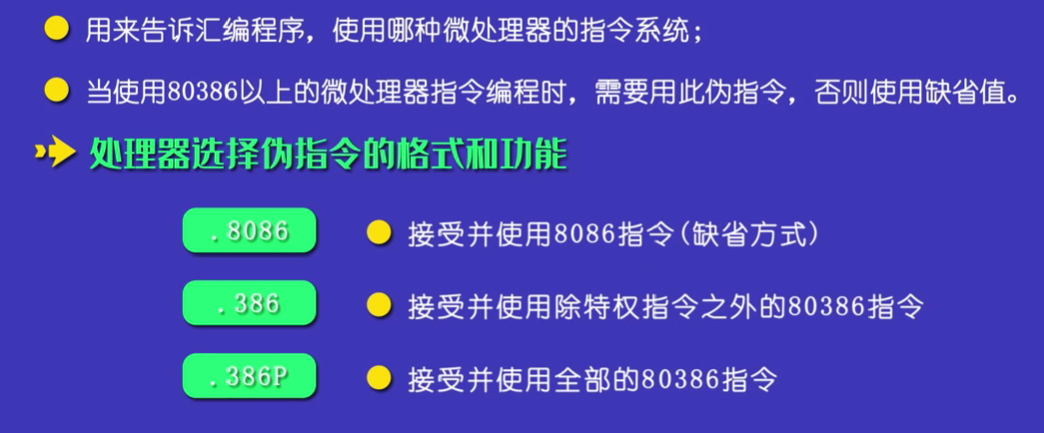 用来告诉汇编程序，使用哪种微处理器的指令系统；
当使用80386以上的微处理器指令编程时，需要用此伪指令，否则使用缺省值。
处理器选择伪指令的格式和功能
.8086 接受并使用8086指令(缺省方式)
.386 接受并使用除特权指令之外的80386指令
.386P 接受并使用全部的80386指令